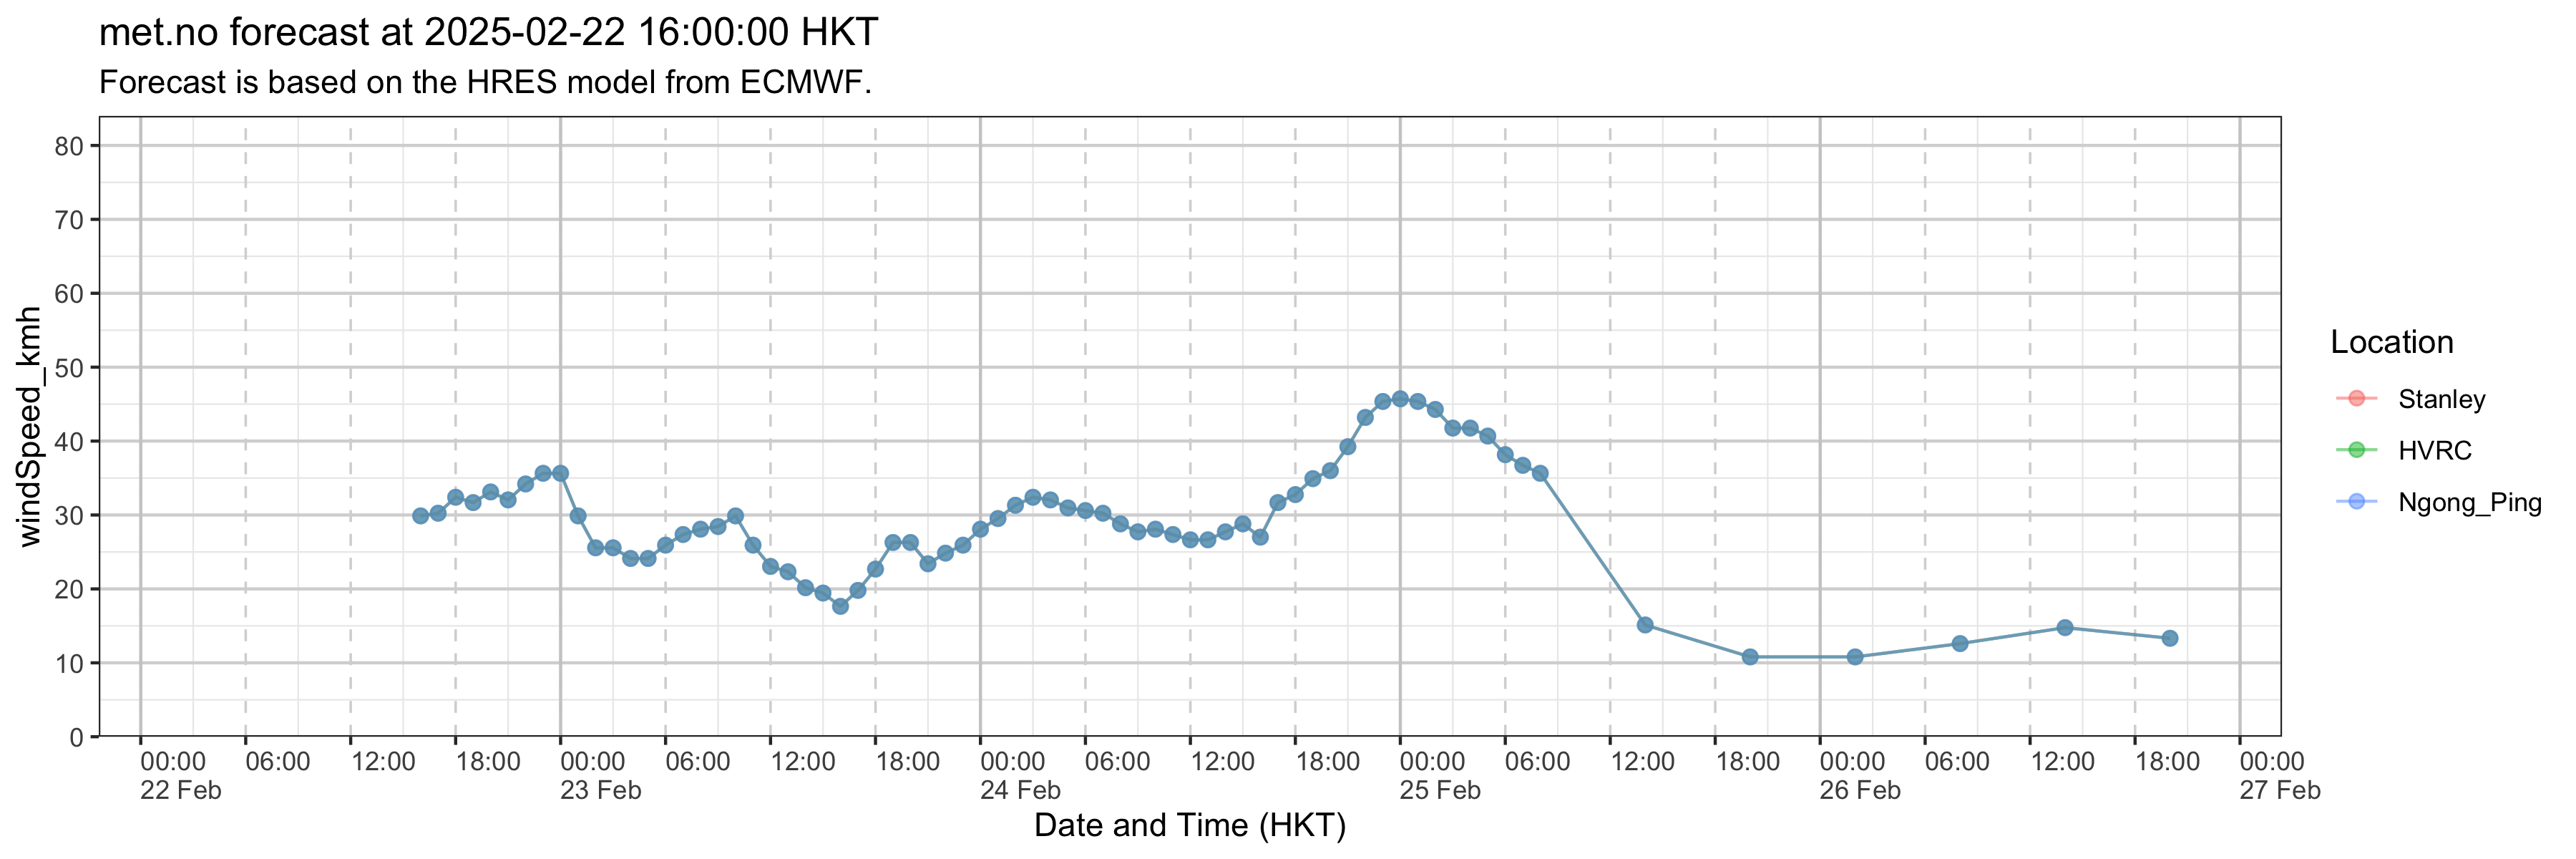 met.no forecast at 2025-02-22 16:00:00 HKT
Forecast is based on the HRES model from ECMWF.
windSpeed_kmh
80
70
60
50
40
30
20
10
0
00:00 06:00 12:00 18:00 00:00 06:00 12:00 18:00 00:00 06:00 12:00 18:00 00:00 06:00 12:00 18:00 00:00 06:00 12:00 18:00 00:00
22 Feb 23 Feb 24 Feb 25 Feb 26 Feb 27 Feb
Date and Time (HKT)
Location
Stanley
HVRC
Ngong_Ping